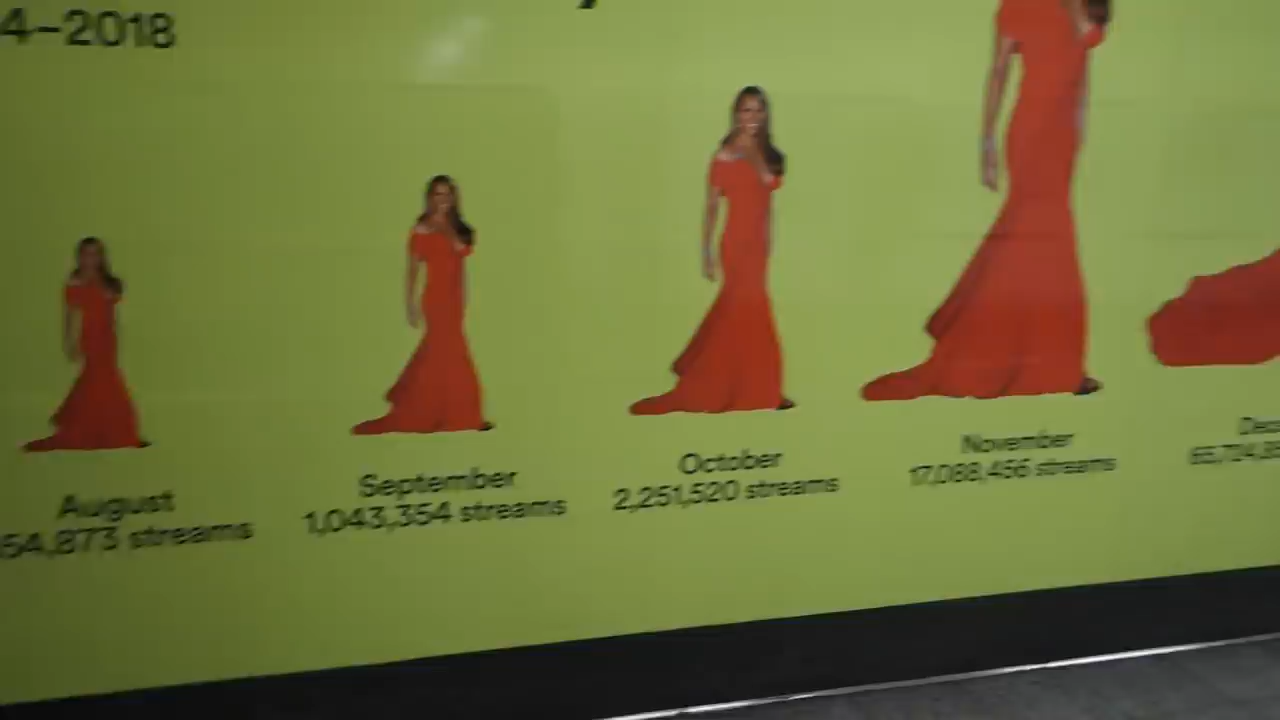 4–2018
August
54,873 streams
September
1,043,354 streams
October
2,251,520 streams
November
17,088,456 streams